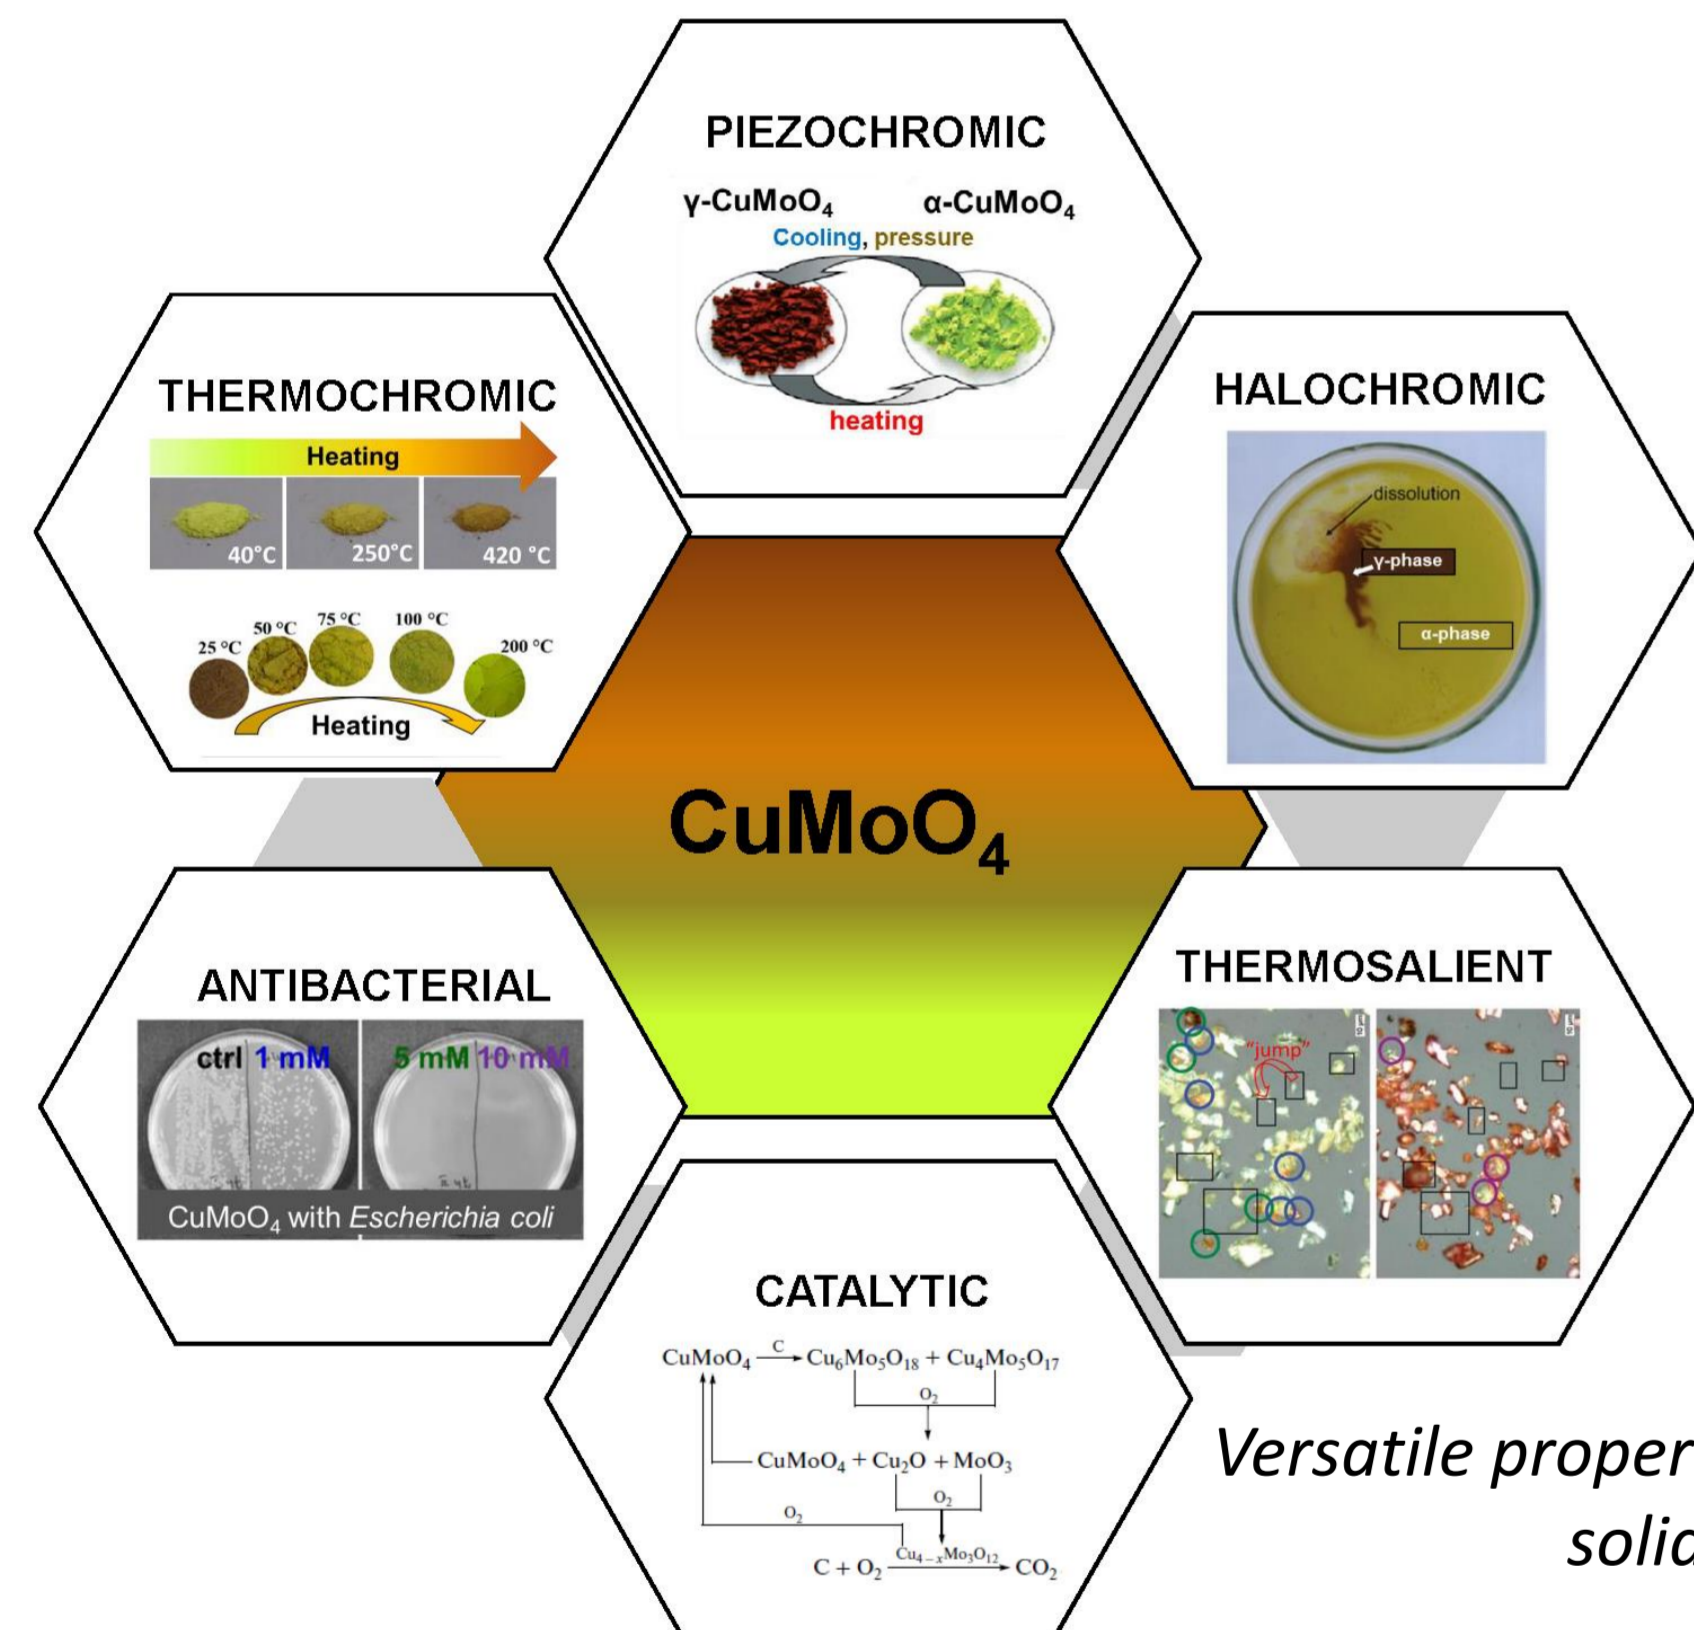 PIEZOCHROMIC
γ-CuMoO₄ α-CuMoO₄
Cooling, pressure
heating
THERMOCHROMIC
Heating
40°C 250°C 420 °C
25 °C 50 °C 75 °C 100 °C 200 °C
Heating
HALOCHROMIC
dissolution
γ-phase
α-phase
CuMoO₄
ANTIBACTERIAL
ctrl 1 mM 5 mM 10 mM
CuMoO₄ with Escherichia coli
THERMOSALIENT
"jump"
CATALYTIC
CuMoO₄ C Cu₆Mo₅O₁₈ + Cu₄Mo₅O₁₇
O₂
CuMoO₄ + Cu₂O + MoO₃
O₂
O₂
C + O₂ Cu₄₋ₓMo₃O₁₂ CO₂
Versatile proper
solid